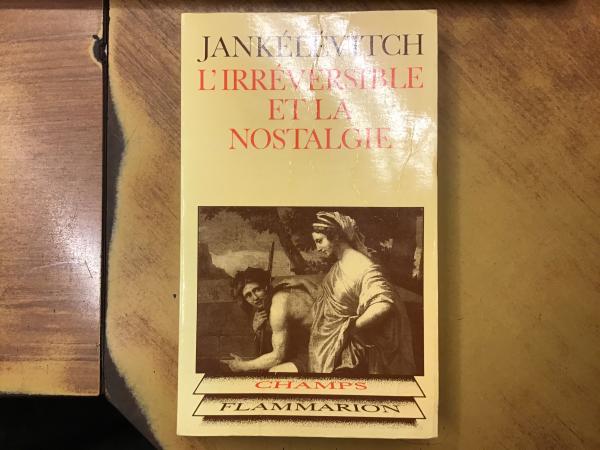 JANKÉLÉVITCH
L'IRRÉVERSIBLE
ET LA
NOSTALGIE
CHAMPS
FLAMMARION